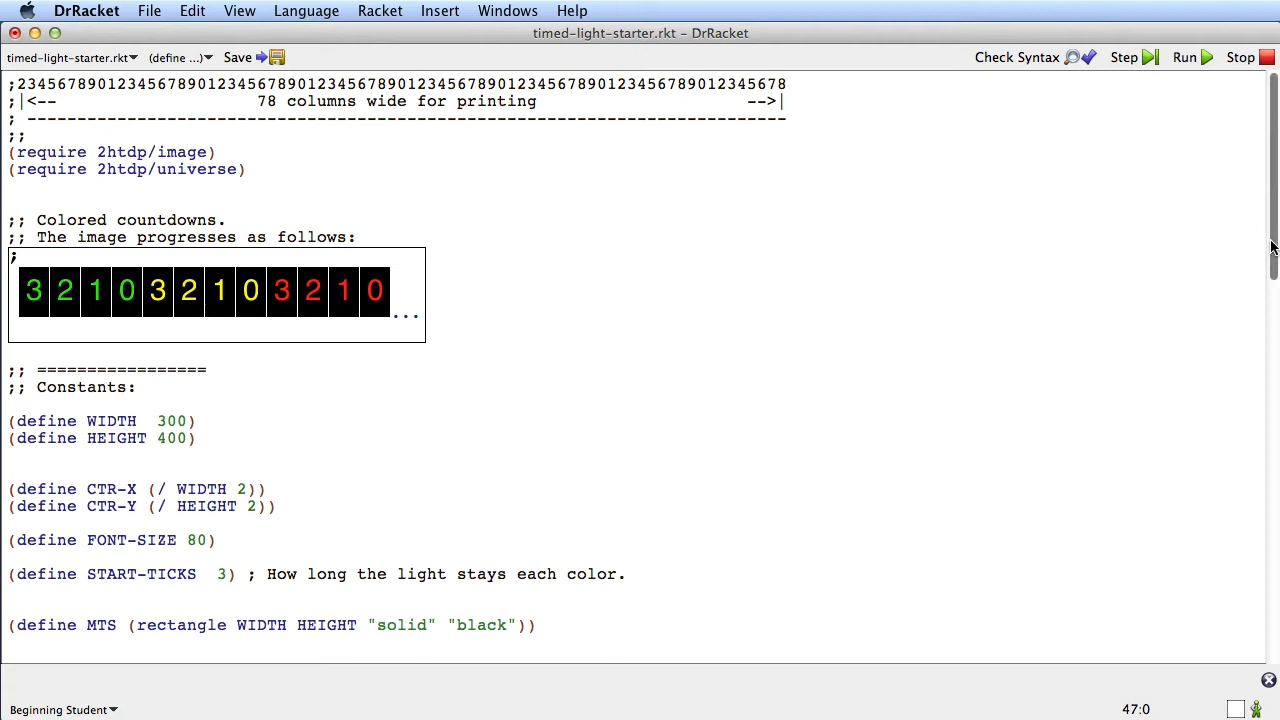 DrRacket File Edit View Language Racket Insert Windows Help
timed-light-starter.rkt - DrRacket
timed-light-starter.rkt (define ...) Save Check Syntax Step Run Stop
;2345678901234567890123456789012345678901234567890123456789012345678901234567​8
;|<-- 78 columns wide for printing -->|
; ----------------------------------------------------------------------------
;;
(require 2htdp/image)
(require 2htdp/universe)
;; Colored countdowns.
;; The image progresses as follows:
;
3 2 1 0 3 2 1 0 3 2 1 0 ...
;; =================
;; Constants:
(define WIDTH 300)
(define HEIGHT 400)
(define CTR-X (/ WIDTH 2))
(define CTR-Y (/ HEIGHT 2))
(define FONT-SIZE 80)
(define START-TICKS 3) ; How long the light stays each color.
(define MTS (rectangle WIDTH HEIGHT "solid" "black"))
Beginning Student 47:0